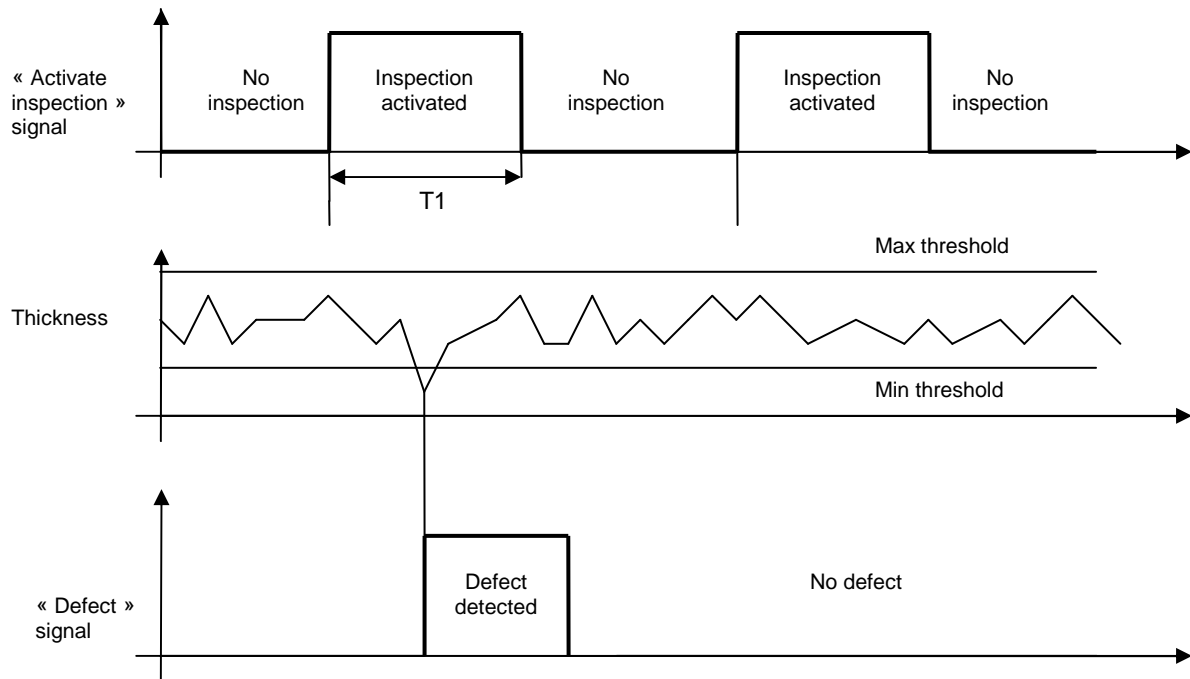 « Activate
inspection »
signal
No
inspection
Inspection
activated
No
inspection
Inspection
activated
No
inspection
T1
Max threshold
Thickness
Min threshold
Defect
detected
No defect
« Defect »
signal